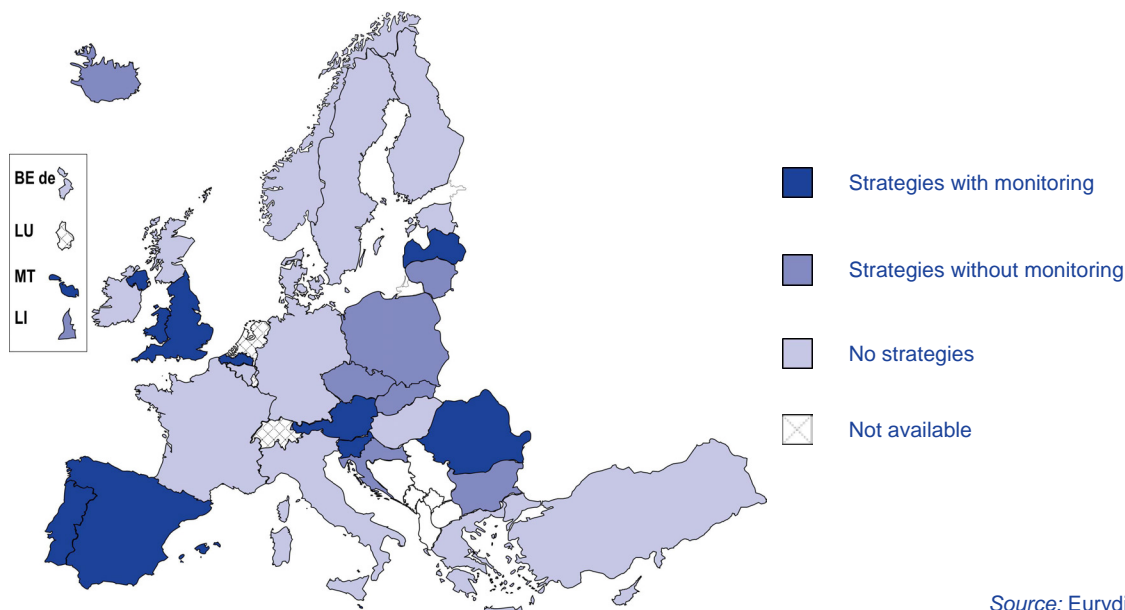 BE de
LU
MT
LI
Strategies with monitoring
Strategies without monitoring
No strategies
Not available
Source: